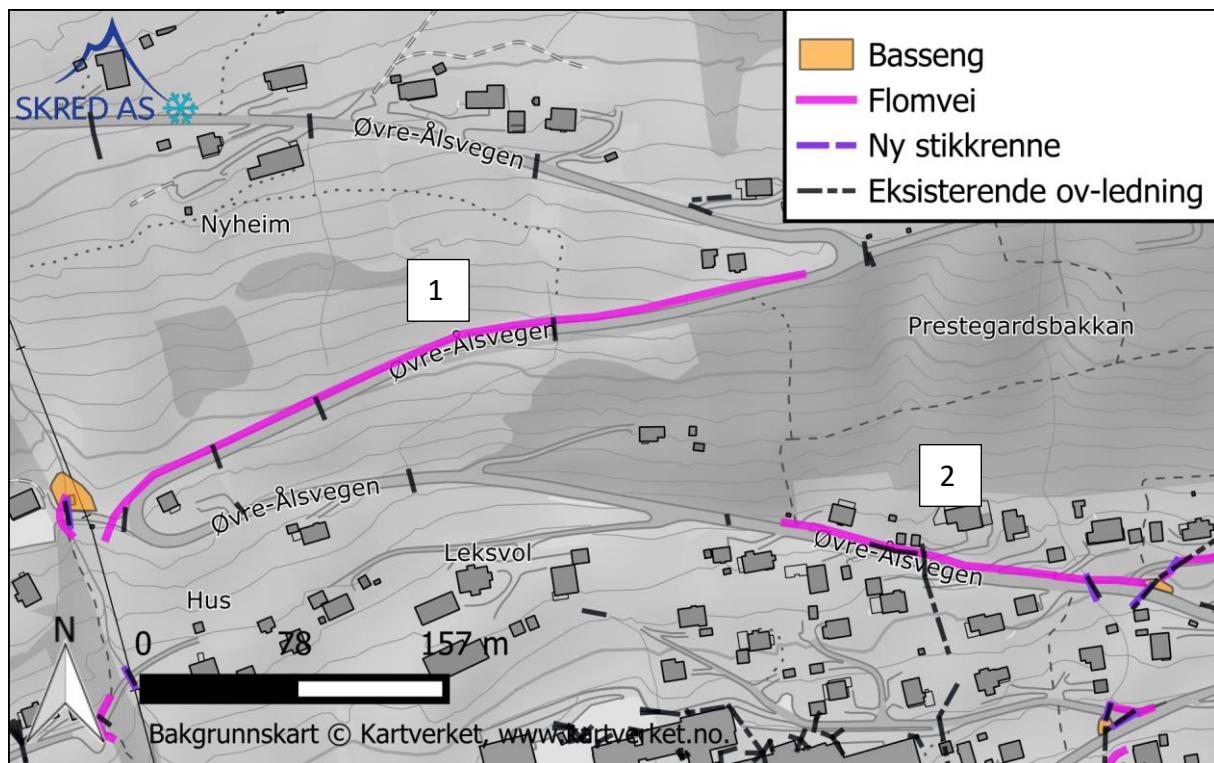 SKRED AS
Basseng
Flomvei
Ny stikkrenne
Eksisterende ov-ledning
Øvre-Ålsvegen
Nyheim
1
Prestegardsbakkan
Øvre-Ålsvegen
2
Øvre-Ålsvegen
Øvre-Ålsvegen
Leksvol
Hus
N
0 78 157 m
Bakgrunnskart © Kartverket, www.kartverket.no.